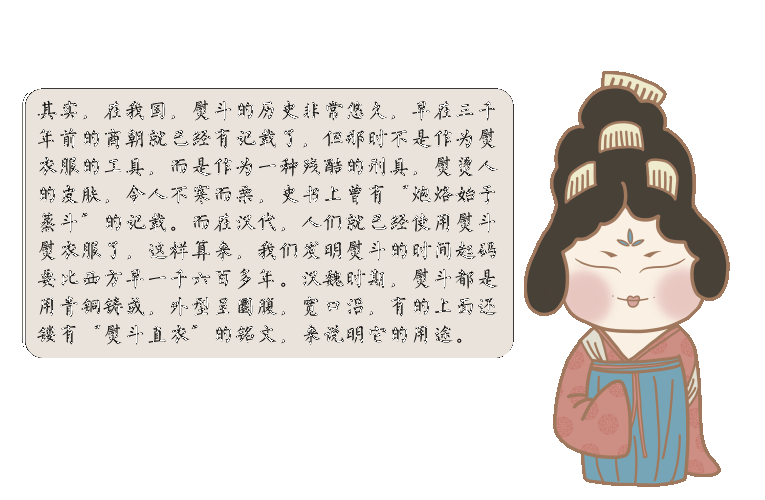 其实，在我国，熨斗的历史非常悠久，早在三千
年前的商朝就已经有记载了，但那时不是作为熨
衣服的工具，而是作为一种残酷的刑具，熨烫人
的皮肤，令人不寒而栗，史书上曾有“炮烙始于
蒸斗”的记载。而在汉代，人们就已经使用熨斗
熨衣服了，这样算来，我们发明熨斗的时间起码
要比西方早一千六百多年。汉魏时期，熨斗都是
用青铜铸成，外型呈圆腹，宽口沿，有的上面还
镂有“熨斗直衣”的铭文，来说明它的用途。